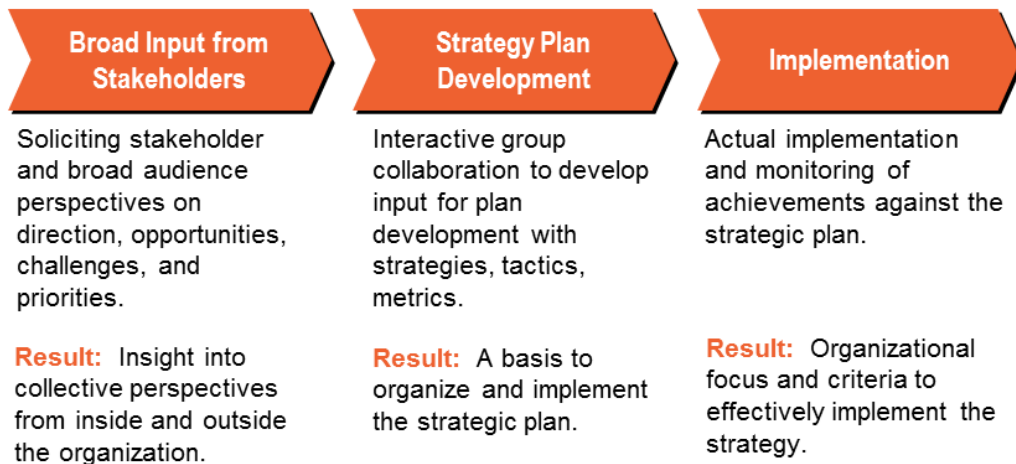 Broad Input from
Stakeholders
Soliciting stakeholder
and broad audience
perspectives on
direction, opportunities,
challenges, and
priorities.
Result: Insight into
collective perspectives
from inside and outside
the organization.
Strategy Plan
Development
Interactive group
collaboration to develop
input for plan
development with
strategies, tactics,
metrics.
Result: A basis to
organize and implement
the strategic plan.
Implementation
Actual implementation
and monitoring of
achievements against the
strategic plan.
Result: Organizational
focus and criteria to
effectively implement the
strategy.